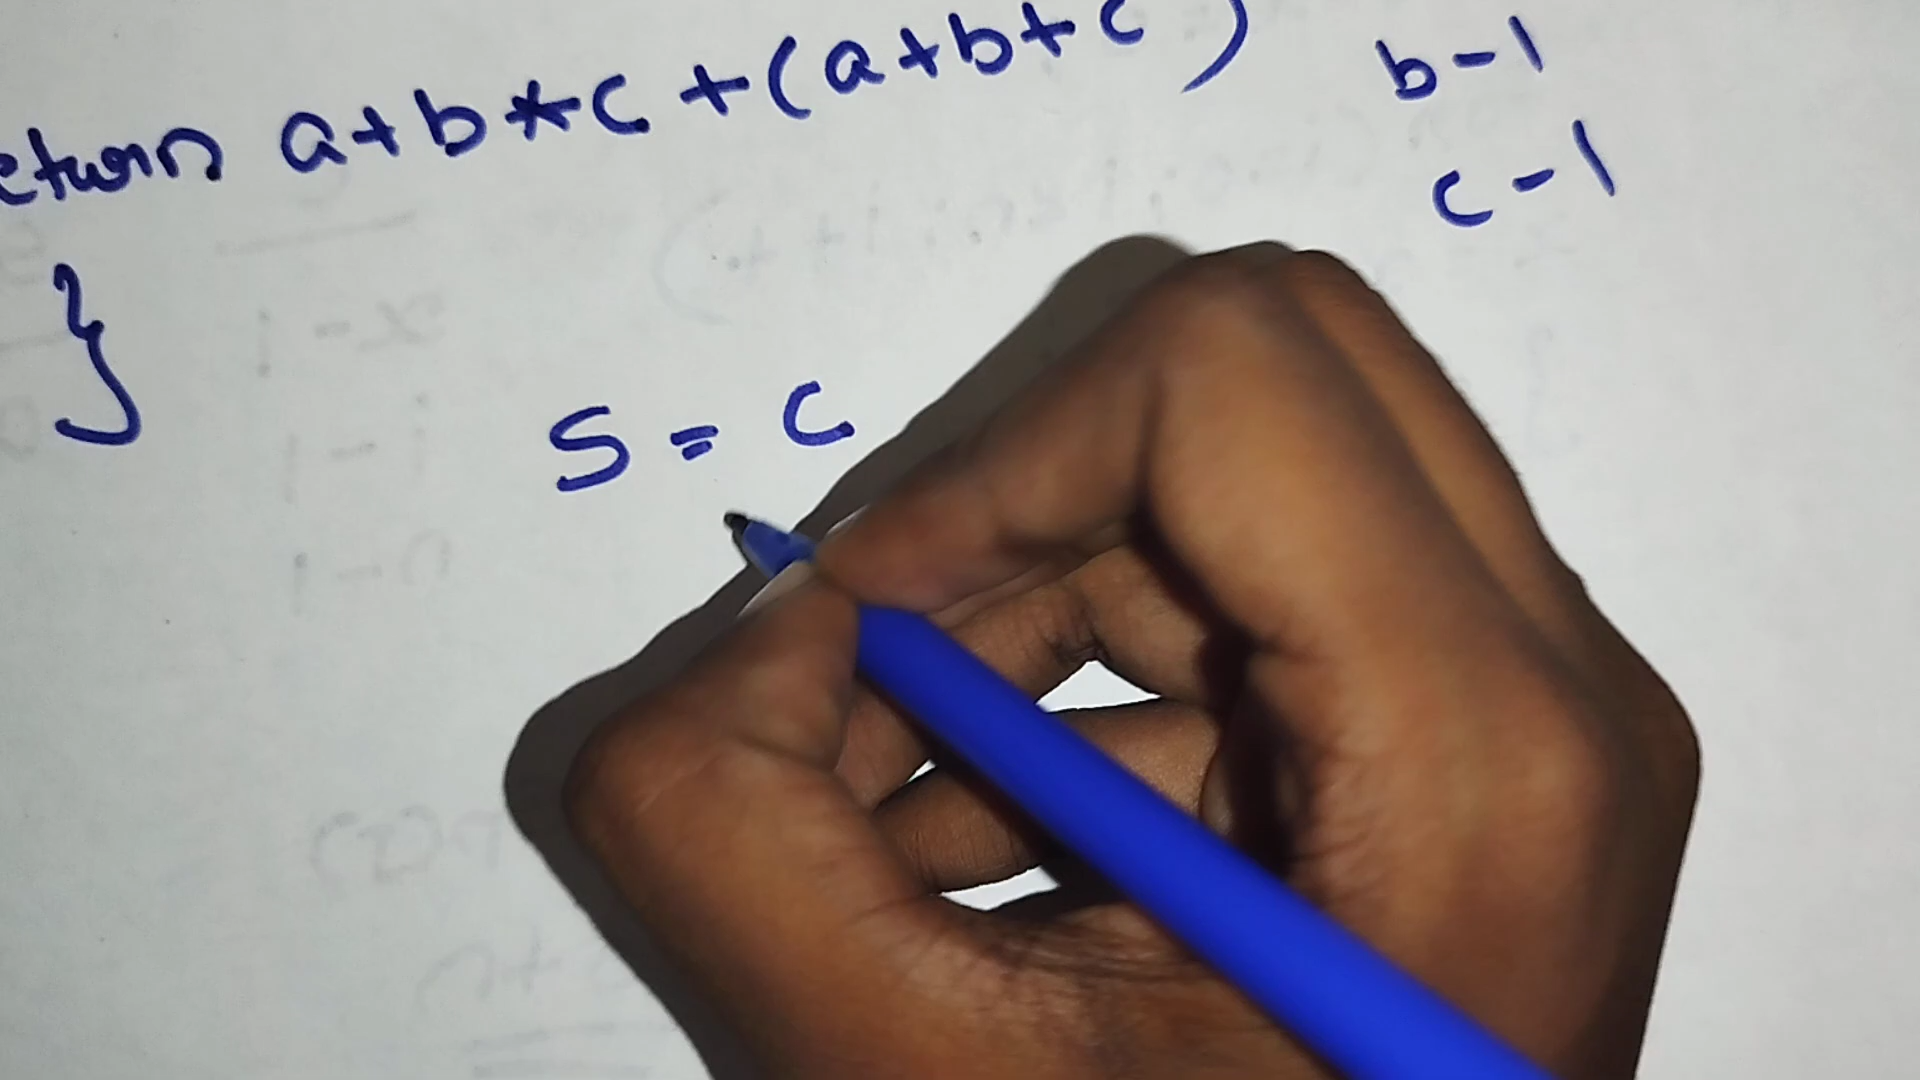 eturn a+b*c+(a+b+c)
b-1
c-1
}
S = C